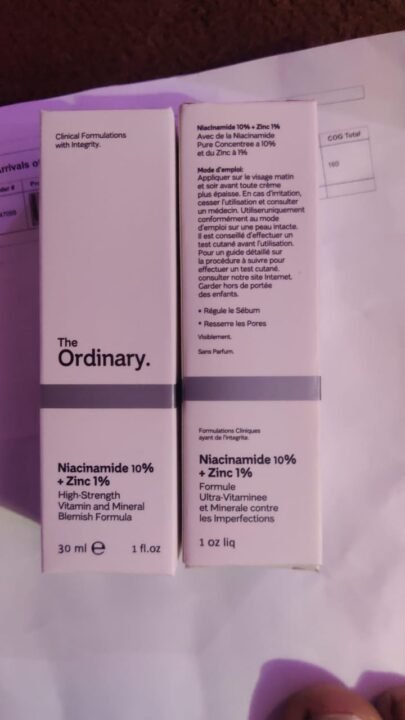 Clinical Formulations
with Integrity.
The
Ordinary.
Niacinamide 10%
+ Zinc 1%
High-Strength
Vitamin and Mineral
Blemish Formula
30 ml e 1 fl.oz
Niacinamide 10% + Zinc 1%
Avec de la Niacinamide
Pure Concentree a 10%
et du Zinc à 1%
Mode d'emploi:
Appliquer sur le visage matin
et soir avant toute crème
plus épaisse. En cas d'irritation,
cesser l'utilisation et consulter
un médecin. Utiliseruniquement
conformément au mode
d'emploi sur une peau intacte.
Il est conseillé d'effectuer un
test cutané avant l'utilisation.
Pour un guide détaillé sur
la procédure à suivre pour
effectuer un test cutané.
consulter notre site Internet.
Garder hors de portée
des enfants.
• Régule le Sébum
• Resserre les Pores
Visiblement.
Sans Parfum.
Formulations Cliniques
ayant de l'integrite.
Niacinamide 10%
+ Zinc 1%
Formule
Ultra-Vitaminee
et Minerale contre
les Imperfections
1 oz liq
COG Total